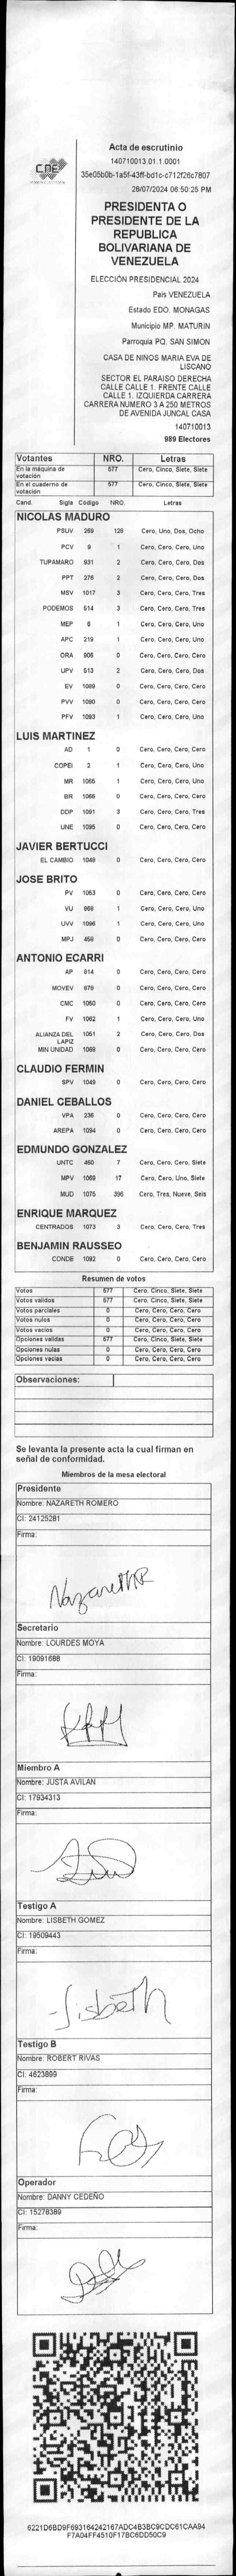 Acta de escrutinio
CNE
140710013.01.1.0001
35e05b0b-1a5f-43ff-bd1c-c712f26c7807
28/07/2024 06:50:25 PM
PRESIDENTA O
PRESIDENTE DE LA
REPUBLICA
BOLIVARIANA DE
VENEZUELA
ELECCIÓN PRESIDENCIAL 2024
Pais VENEZUELA
Estado EDO. MONAGAS
Municipio MP. MATURIN
Parroquia PQ. SAN SIMON
CASA DE NIÑOS MARIA EVA DE
LISCANO
SECTOR EL PARAISO DERECHA
CALLE CALLE 1. FRENTE CALLE
CALLE 1. IZQUIERDA CARRERA
CARRERA NUMERO 3 A 250 METROS
DE AVENIDA JUNCAL CASA
140710013
989 Electores
Votantes NRO. Letras
En la máquina de votación 577 Cero, Cinco, Siete, Siete
En el cuaderno de votación 577 Cero, Cinco, Siete, Siete
Cand. Sigla Código NRO. Letras
NICOLAS MADURO
PSUV 269 128 Cero, Uno, Dos, Ocho
PCV 9 1 Cero, Cero, Cero, Uno
TUPAMARO 931 2 Cero, Cero, Cero, Dos
PPT 276 2 Cero, Cero, Cero, Dos
MSV 1017 3 Cero, Cero, Cero, Tres
PODEMOS 514 3 Cero, Cero, Cero, Tres
MEP 6 1 Cero, Cero, Cero, Uno
APC 219 1 Cero, Cero, Cero, Uno
ORA 906 0 Cero, Cero, Cero, Cero
UPV 513 2 Cero, Cero, Cero, Dos
EV 1089 0 Cero, Cero, Cero, Cero
PVV 1090 0 Cero, Cero, Cero, Cero
PFV 1093 1 Cero, Cero, Cero, Uno
LUIS MARTINEZ
AD 1 0 Cero, Cero, Cero, Cero
COPEI 2 1 Cero, Cero, Cero, Uno
MR 1065 1 Cero, Cero, Cero, Uno
BR 1066 0 Cero, Cero, Cero, Cero
DDP 1091 3 Cero, Cero, Cero, Tres
UNE 1095 0 Cero, Cero, Cero, Cero
JAVIER BERTUCCI
EL CAMBIO 1048 0 Cero, Cero, Cero, Cero
JOSE BRITO
PV 1053 0 Cero, Cero, Cero, Cero
VU 868 1 Cero, Cero, Cero, Uno
UVV 1096 1 Cero, Cero, Cero, Uno
MPJ 458 0 Cero, Cero, Cero, Cero
ANTONIO ECARRI
AP 914 0 Cero, Cero, Cero, Cero
MOVEV 878 0 Cero, Cero, Cero, Cero
CMC 1050 0 Cero, Cero, Cero, Cero
FV 1062 1 Cero, Cero, Cero, Uno
ALIANZA DEL LAPIZ 1051 2 Cero, Cero, Cero, Dos
MIN UNIDAD 1068 0 Cero, Cero, Cero, Cero
CLAUDIO FERMIN
SPV 1049 0 Cero, Cero, Cero, Cero
DANIEL CEBALLOS
VPA 236 0 Cero, Cero, Cero, Cero
AREPA 1094 0 Cero, Cero, Cero, Cero
EDMUNDO GONZALEZ
UNTC 460 7 Cero, Cero, Cero, Siete
MPV 1069 17 Cero, Cero, Uno, Siete
MUD 1075 396 Cero, Tres, Nueve, Seis
ENRIQUE MARQUEZ
CENTRADOS 1073 3 Cero, Cero, Cero, Tres
BENJAMIN RAUSSEO
CONDE 1092 0 Cero, Cero, Cero, Cero
Resumen de votos
Votos 577 Cero, Cinco, Siete, Siete
Votos validos 577 Cero, Cinco, Siete, Siete
Votos parciales 0 Cero, Cero, Cero, Cero
Votos nulos 0 Cero, Cero, Cero, Cero
Votos vacios 0 Cero, Cero, Cero, Cero
Opciones validas 577 Cero, Cinco, Siete, Siete
Opciones nulas 0 Cero, Cero, Cero, Cero
Opciones vacias 0 Cero, Cero, Cero, Cero
Observaciones:
Se levanta la presente acta la cual firman en
señal de conformidad.
Miembros de la mesa electoral
Presidente
Nombre: NAZARETH ROMERO
CI: 24125281
Firma:
Nazareth R
Secretario
Nombre: LOURDES MOYA
CI: 19091688
Firma:
Miembro A
Nombre: JUSTA AVILAN
CI: 17934313
Firma:
Testigo A
Nombre: LISBETH GOMEZ
CI: 19509443
Firma:
Lisbeth
Testigo B
Nombre: ROBERT RIVAS
CI: 4623899
Firma:
Operador
Nombre: DANNY CEDEÑO
CI: 15278389
Firma:
6221D6BD9F693164242167ADC4B3BC9CDC61CAA94
F7A04FF4510F17BC6DD50C9